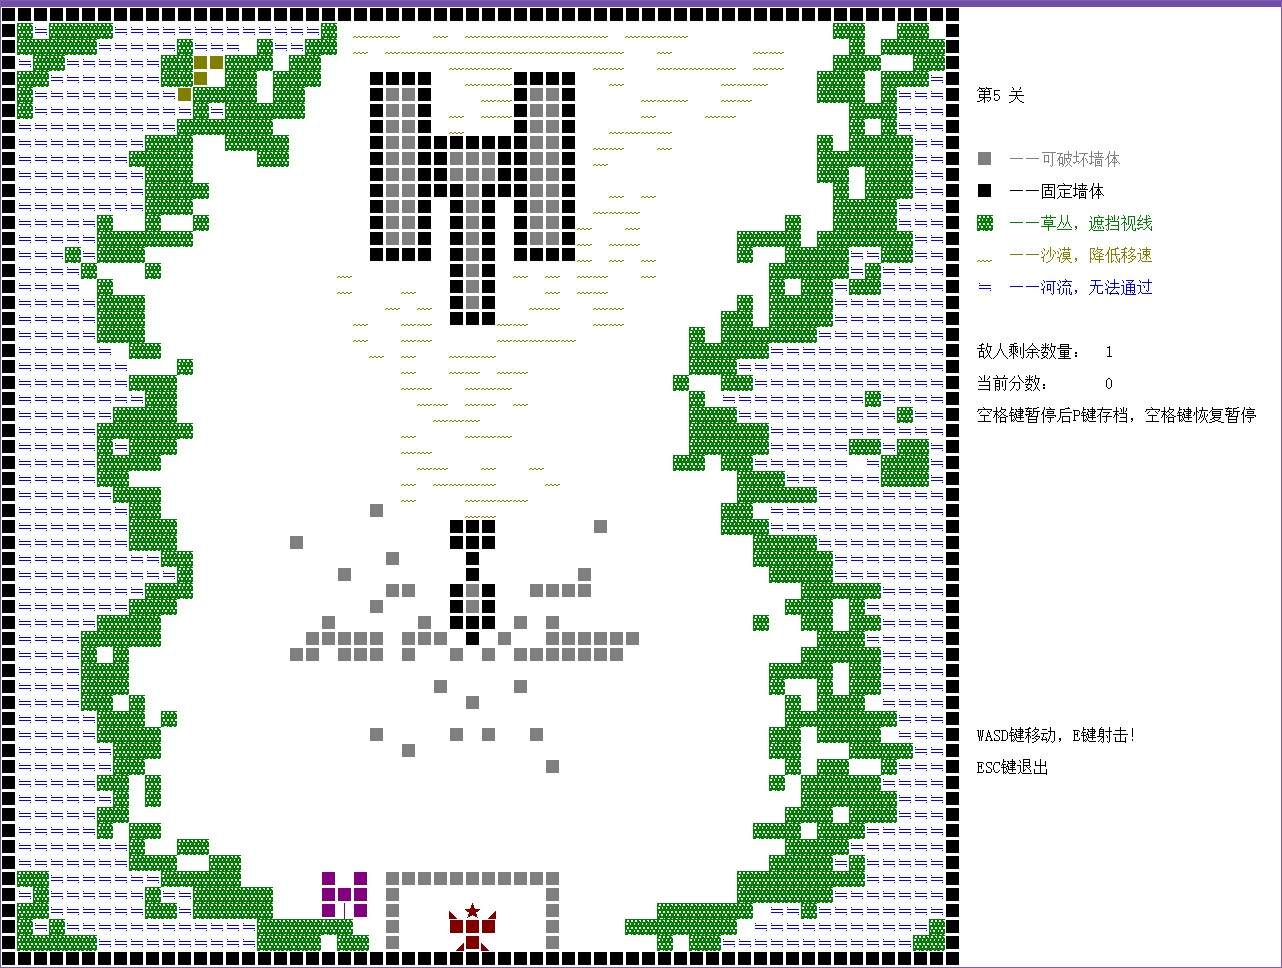 第5 关
——可破坏墙体
——固定墙体
——草丛，遮挡视线
——沙漠，降低移速
——河流，无法通过
敌人剩余数量： 1
当前分数： 0
空格键暂停后P键存档，空格键恢复暂停
WASD键移动，E键射击！
ESC键退出